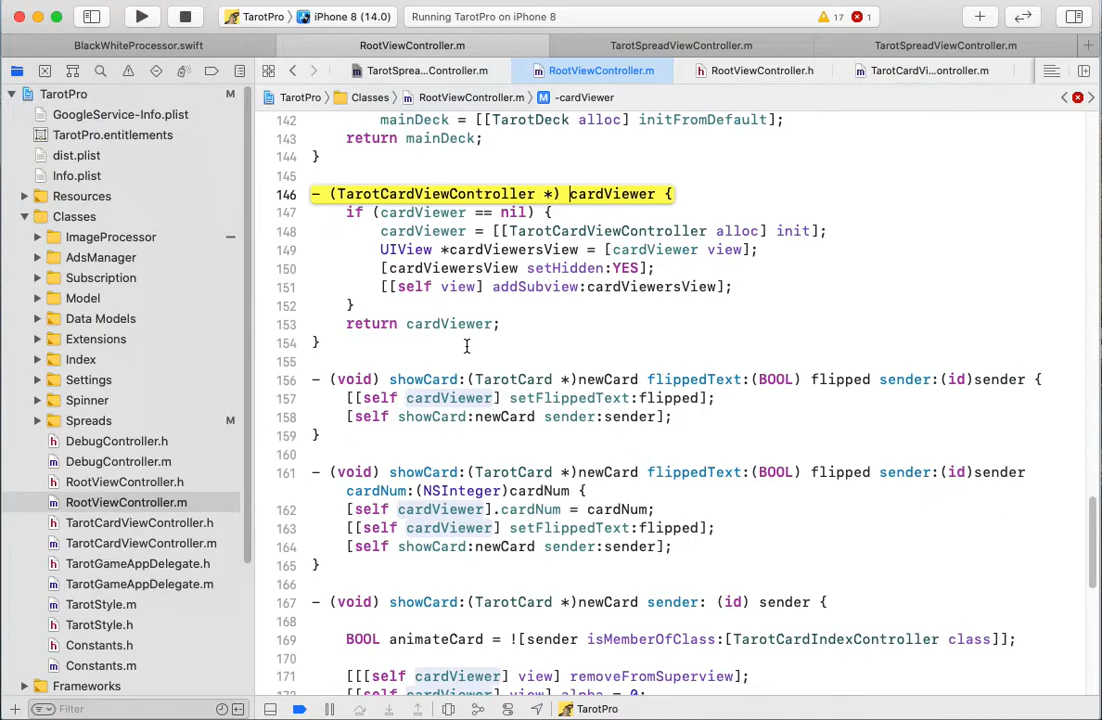 TarotPro
iPhone 8 (14.0)
Running TarotPro on iPhone 8
17
1
BlackWhiteProcessor.swift
RootViewController.m
TarotSpreadViewController.m
TarotSpreadViewController.m
TarotSprea...Controller.m
RootViewController.m
RootViewController.h
TarotCardVi...ontroller.m
TarotPro
Classes
RootViewController.m
M
-cardViewer
TarotPro
M
GoogleService-Info.plist
TarotPro.entitlements
dist.plist
Info.plist
Resources
Classes
ImageProcessor
AdsManager
Subscription
Model
Data Models
Extensions
Index
Settings
Spinner
Spreads
M
DebugController.h
DebugController.m
RootViewController.h
RootViewController.m
TarotCardViewController.h
TarotCardViewController.m
TarotGameAppDelegate.h
TarotGameAppDelegate.m
TarotStyle.m
TarotStyle.h
Constants.h
Constants.m
Frameworks
Filter
142 mainDeck = [[TarotDeck alloc] initFromDefault];
143 return mainDeck;
144 }
145
146 - (TarotCardViewController *) cardViewer {
147 if (cardViewer == nil) {
148 cardViewer = [[TarotCardViewController alloc] init];
149 UIView *cardViewersView = [cardViewer view];
150 [cardViewersView setHidden:YES];
151 [[self view] addSubview:cardViewersView];
152 }
153 return cardViewer;
154 }
155
156 - (void) showCard:(TarotCard *)newCard flippedText:(BOOL) flipped sender:(id)sender {
157 [[self cardViewer] setFlippedText:flipped];
158 [self showCard:newCard sender:sender];
159 }
160
161 - (void) showCard:(TarotCard *)newCard flippedText:(BOOL) flipped sender:(id)sender
cardNum:(NSInteger)cardNum {
162 [self cardViewer].cardNum = cardNum;
163 [[self cardViewer] setFlippedText:flipped];
164 [self showCard:newCard sender:sender];
165 }
166
167 - (void) showCard:(TarotCard *)newCard sender: (id) sender {
168
169 BOOL animateCard = ![sender isMemberOfClass:[TarotCardIndexController class]];
170
171 [[[self cardViewer] view] removeFromSuperview];
172 [[self cardViewer] view].alpha = 0;
TarotPro